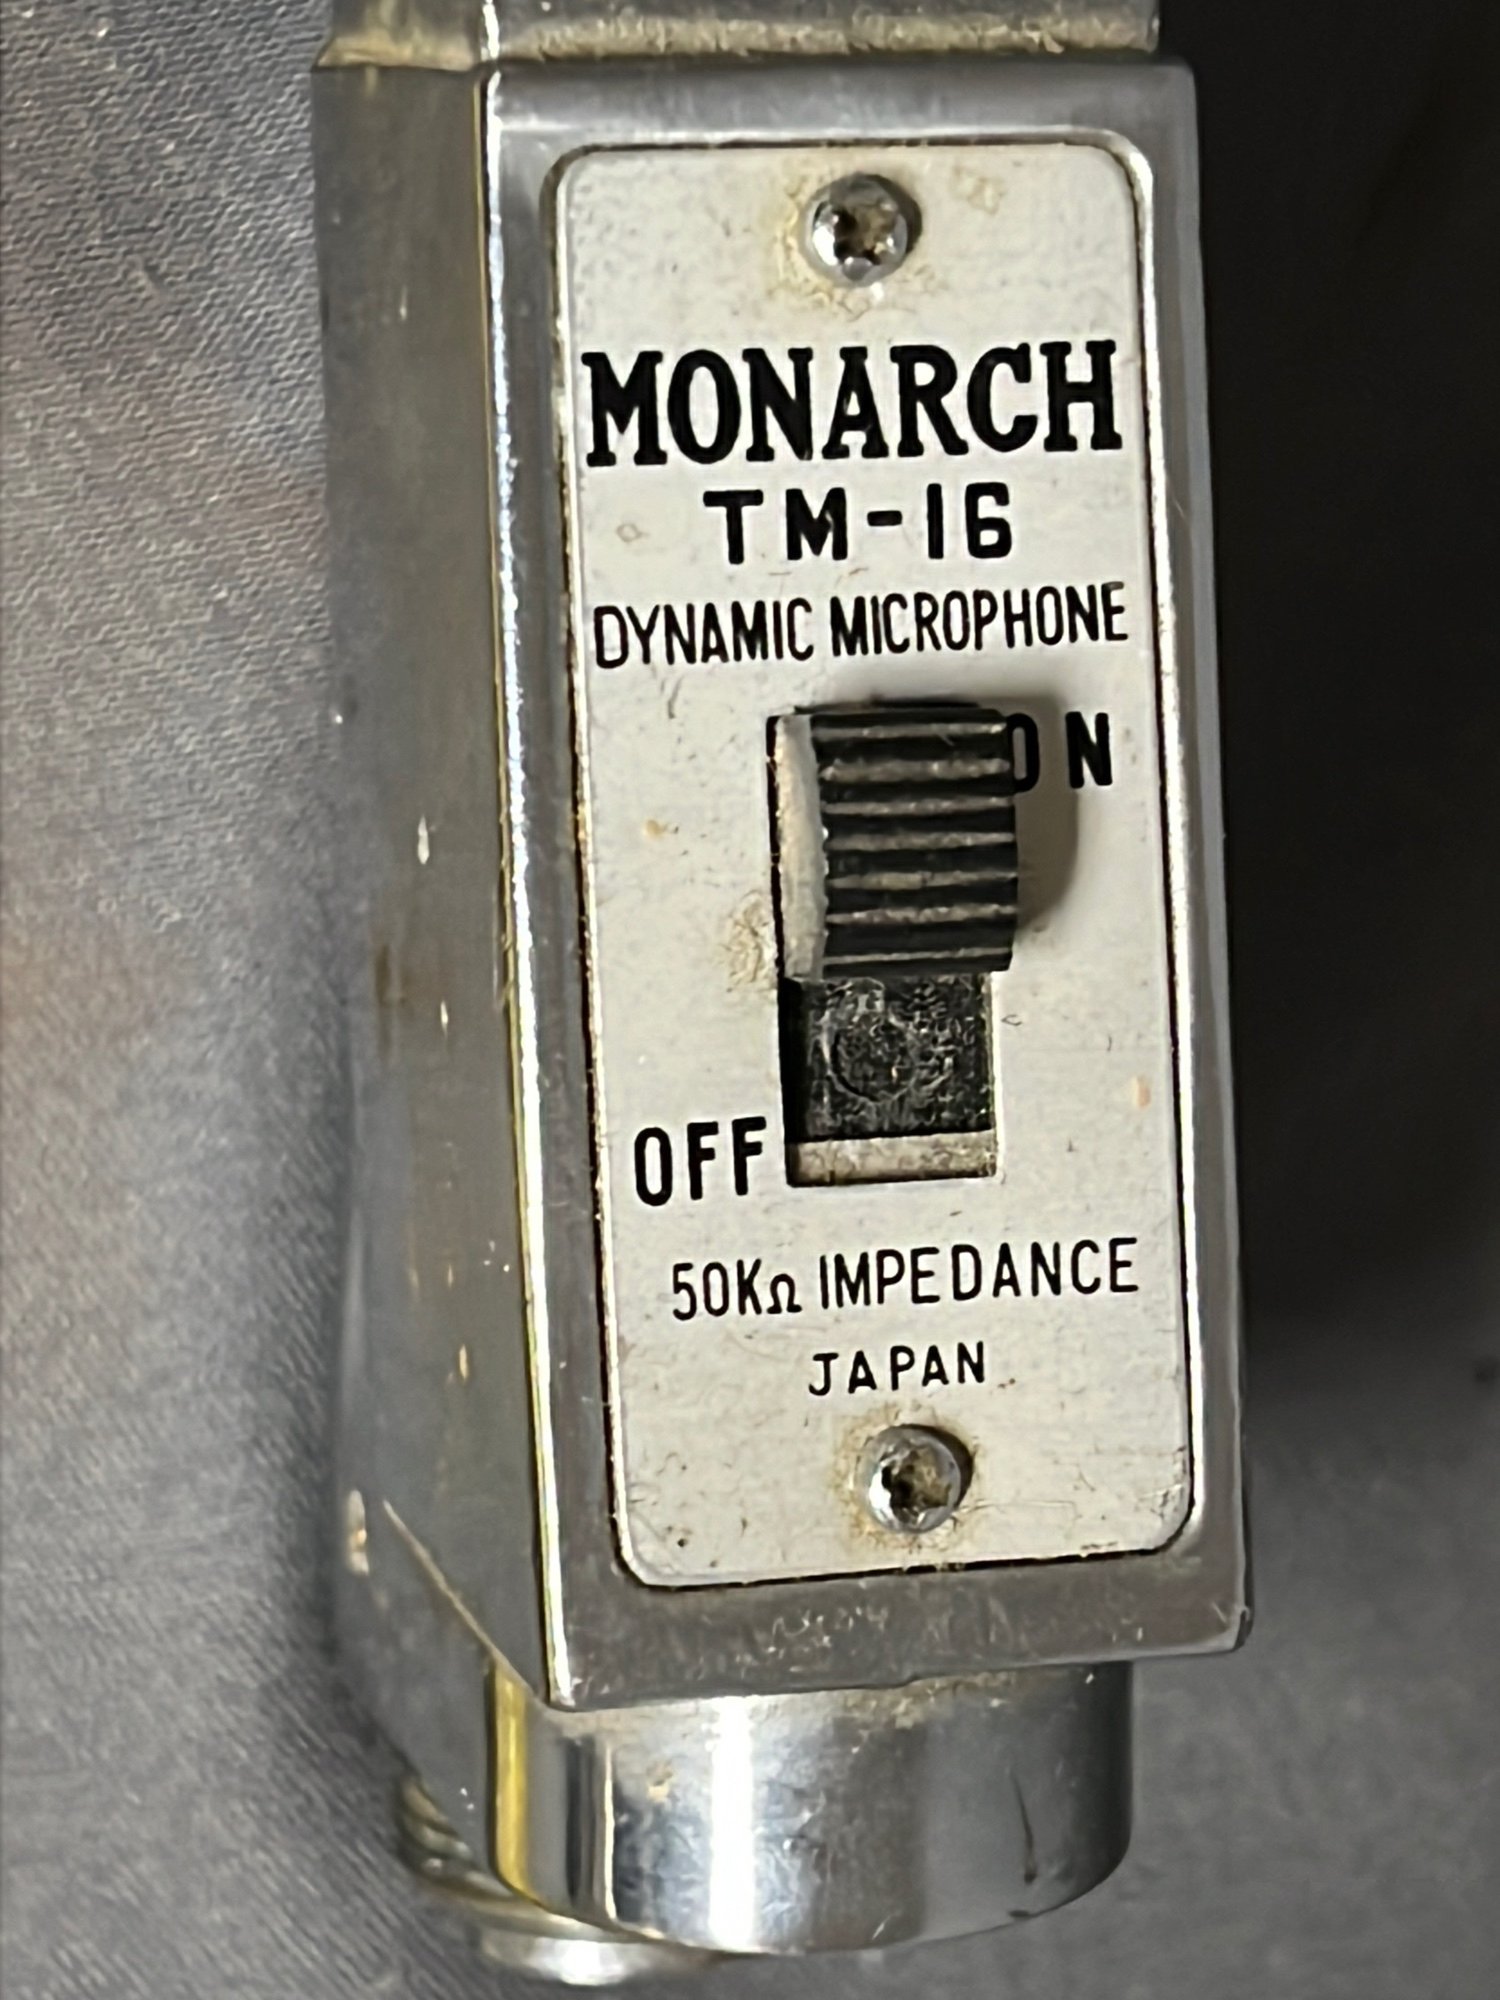 MONARCH
TM-16
DYNAMIC MICROPHONE
ON
OFF
50KΩ IMPEDANCE
JAPAN